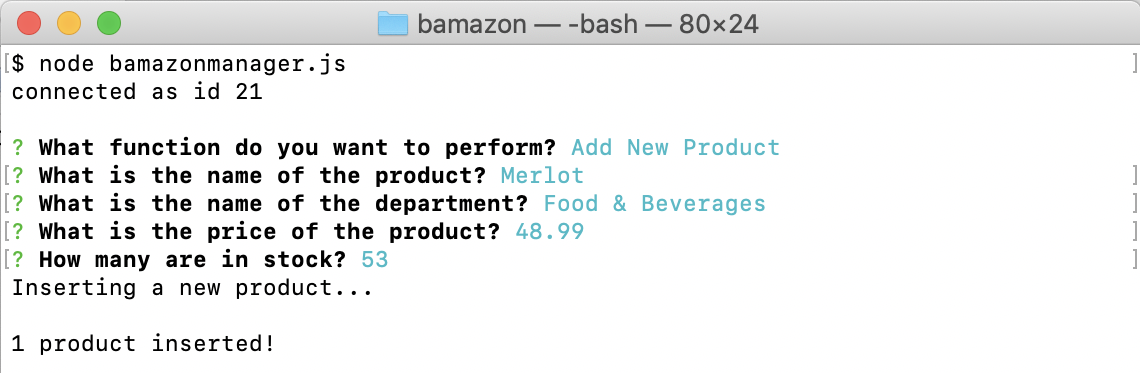 bamazon — -bash — 80×24
[$ node bamazonmanager.js ]
connected as id 21
? What function do you want to perform? Add New Product
[? What is the name of the product? Merlot ]
[? What is the name of the department? Food & Beverages ]
[? What is the price of the product? 48.99 ]
[? How many are in stock? 53 ]
Inserting a new product...
1 product inserted!